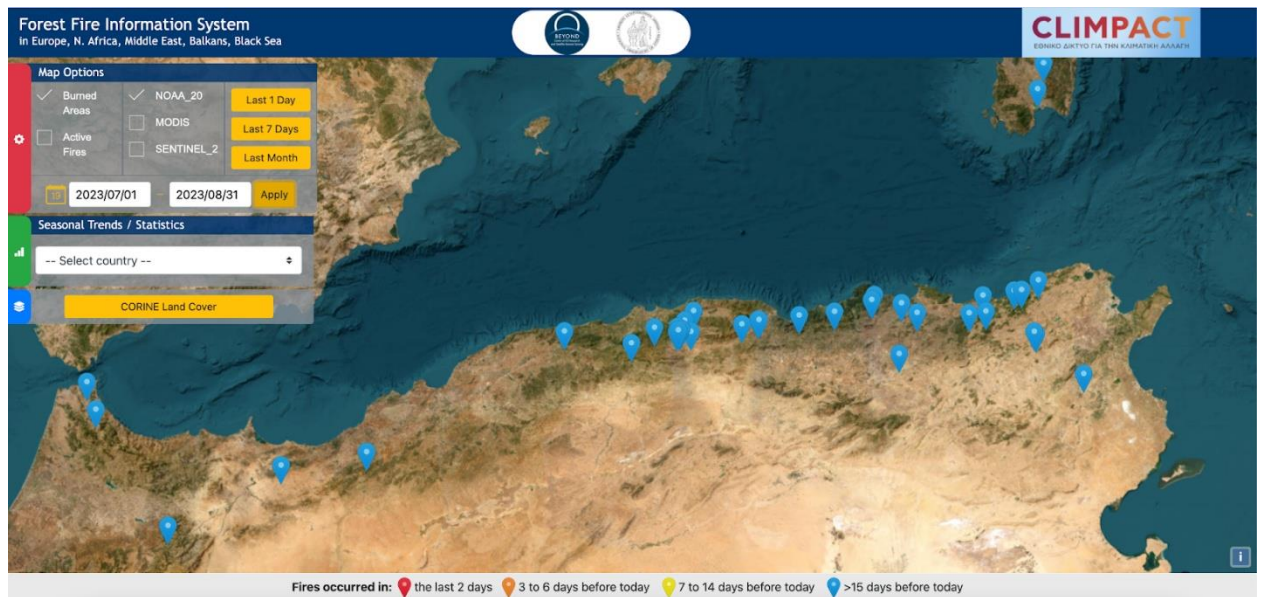 Forest Fire Information System
in Europe, N. Africa, Middle East, Balkans, Black Sea
BEYOND
CLIMPACT
ΕΘΝΙΚΟ ΔΙΚΤΥΟ ΓΙΑ ΤΗΝ ΚΛΙΜΑΤΙΚΗ ΑΛΛΑΓΗ
Map Options
Burned
Areas
Active
Fires
NOAA_20
MODIS
SENTINEL_2
Last 1 Day
Last 7 Days
Last Month
2023/07/01 – 2023/08/31 Apply
Seasonal Trends / Statistics
-- Select country --
CORINE Land Cover
i
Fires occurred in: the last 2 days 3 to 6 days before today 7 to 14 days before today >15 days before today